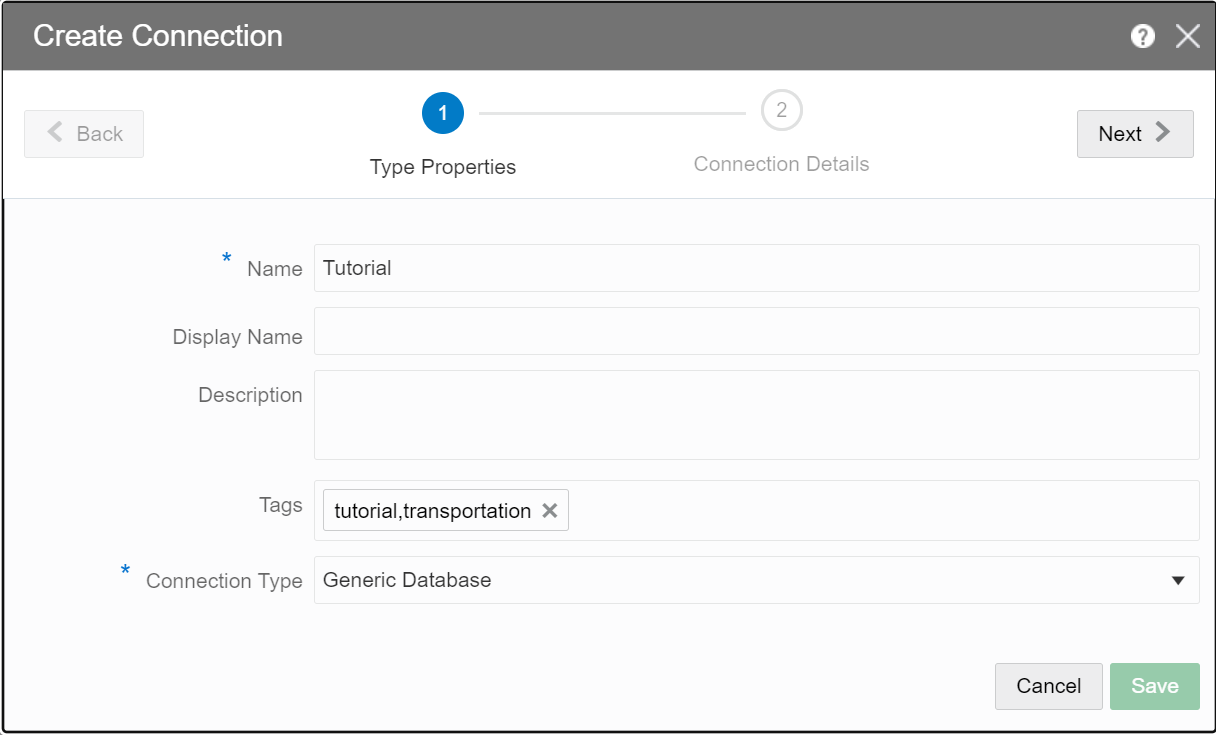 Create Connection
?
Back
1
2
Next
Type Properties
Connection Details
* Name
Tutorial
Display Name
Description
Tags
tutorial,transportation
* Connection Type
Generic Database
Cancel
Save